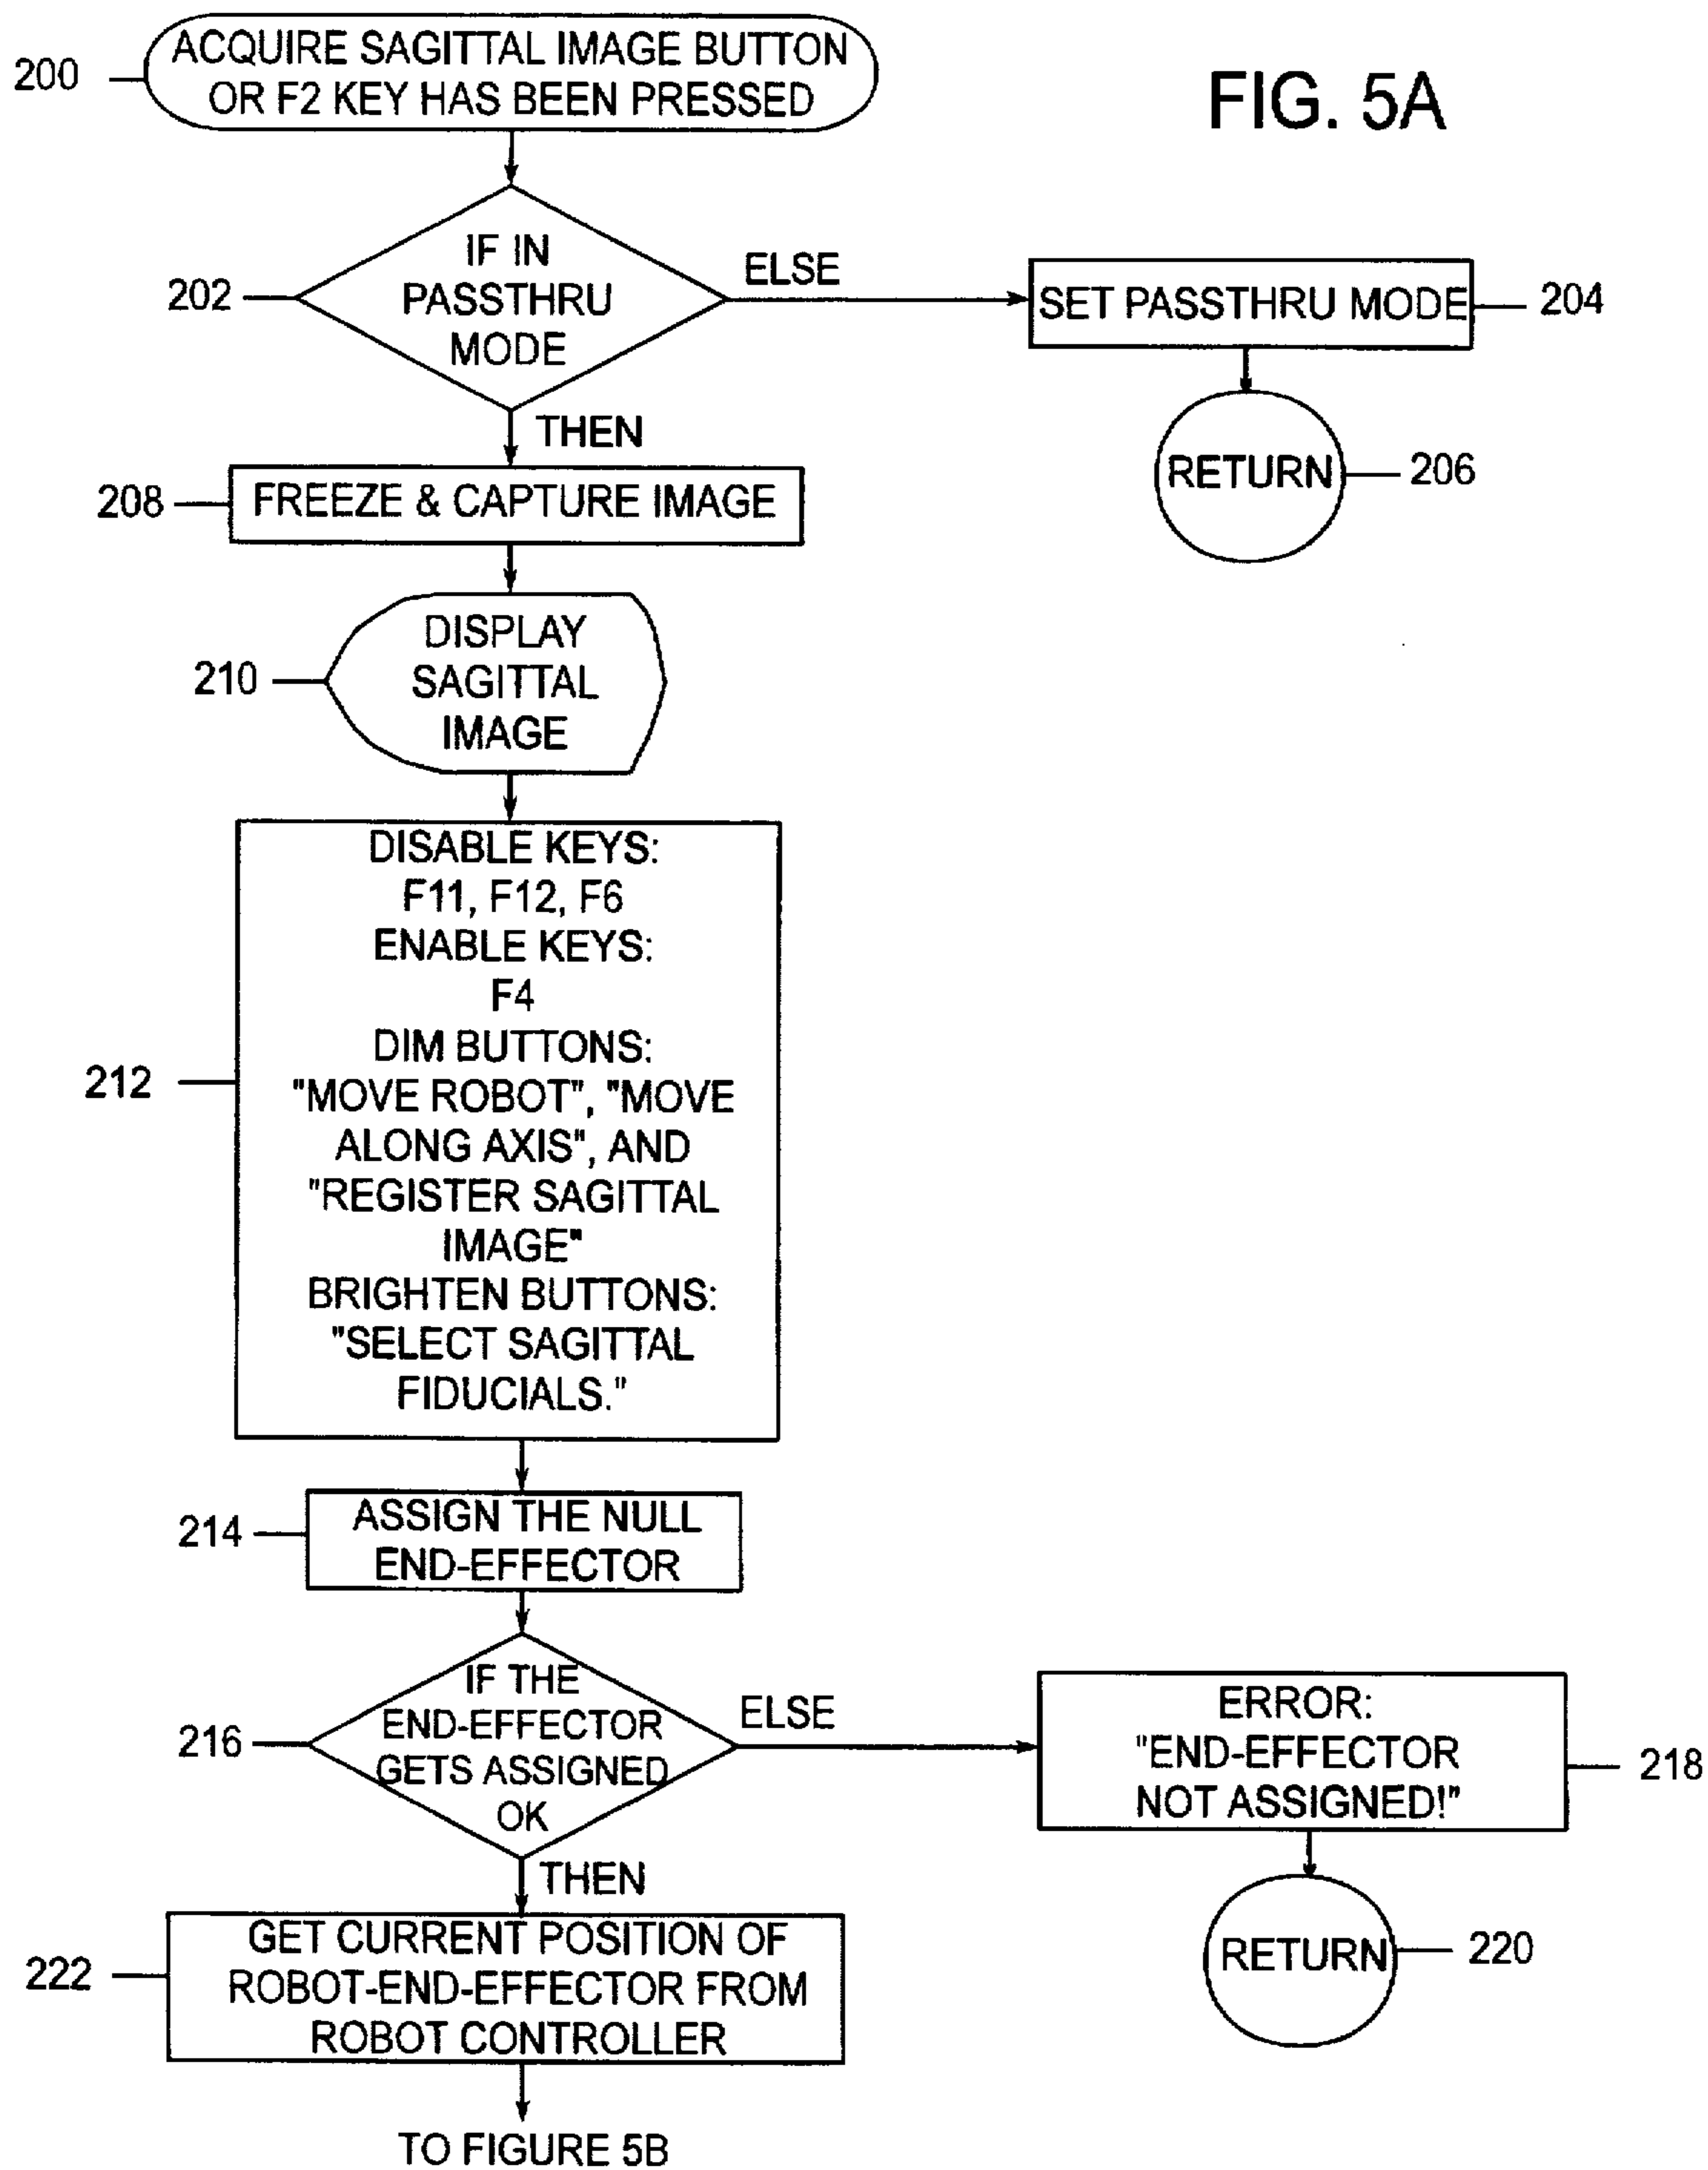 FIG. 5A
200
ACQUIRE SAGITTAL IMAGE BUTTON
OR F2 KEY HAS BEEN PRESSED
202
IF IN
PASSTHRU
MODE
ELSE
SET PASSTHRU MODE
204
RETURN
206
THEN
208
FREEZE & CAPTURE IMAGE
210
DISPLAY
SAGITTAL
IMAGE
212
DISABLE KEYS:
F11, F12, F6
ENABLE KEYS:
F4
DIM BUTTONS:
"MOVE ROBOT", "MOVE
ALONG AXIS", AND
"REGISTER SAGITTAL
IMAGE"
BRIGHTEN BUTTONS:
"SELECT SAGITTAL
FIDUCIALS."
214
ASSIGN THE NULL
END-EFFECTOR
216
IF THE
END-EFFECTOR
GETS ASSIGNED
OK
ELSE
ERROR:
"END-EFFECTOR
NOT ASSIGNED!"
218
RETURN
220
THEN
222
GET CURRENT POSITION OF
ROBOT-END-EFFECTOR FROM
ROBOT CONTROLLER
TO FIGURE 5B